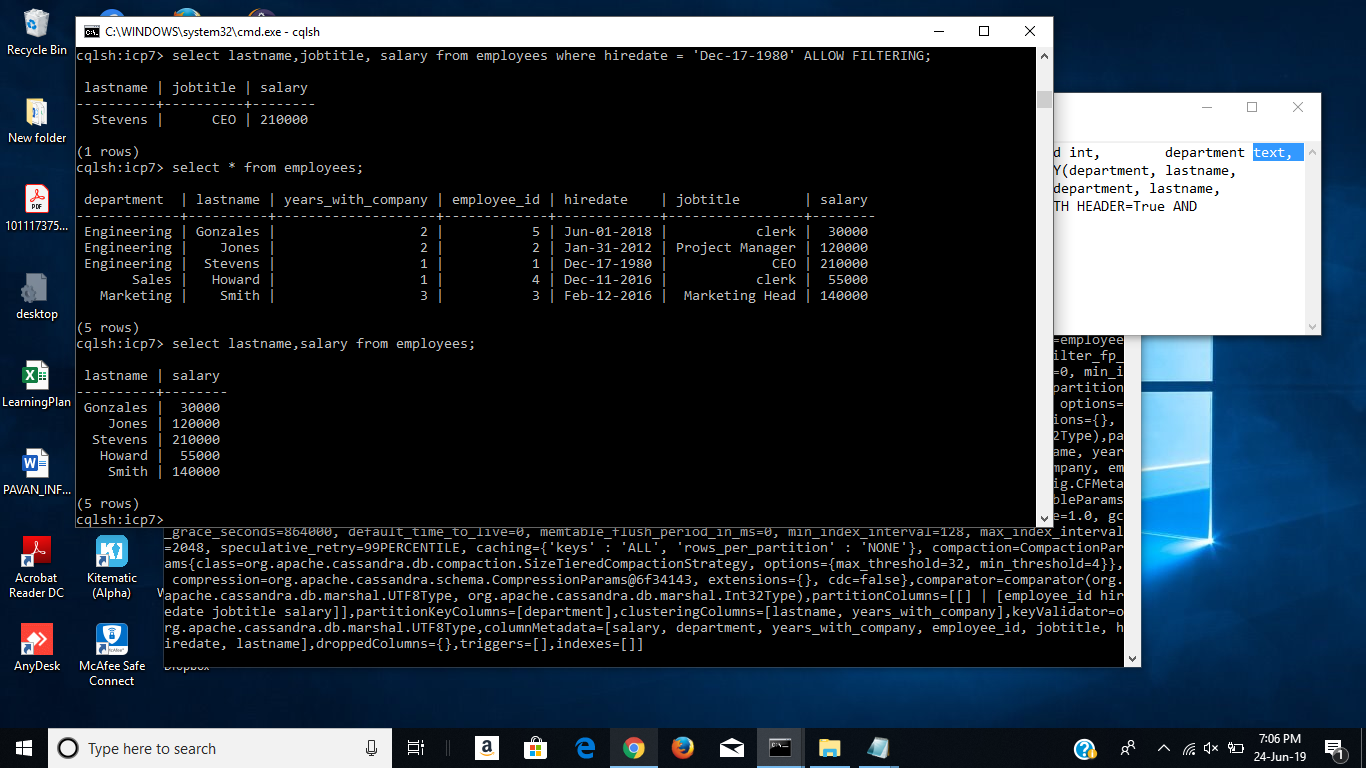 Recycle Bin
New folder
101117375...
desktop
LearningPlan
PAVAN_INF...
Acrobat
Reader DC
Kitematic
(Alpha)
AnyDesk
McAfee Safe
Connect
C:\WINDOWS\system32\cmd.exe - cqlsh
cqlsh:icp7> select lastname,jobtitle, salary from employees where hiredate = 'Dec-17-1980' ALLOW FILTERING;
lastname | jobtitle | salary
----------+----------+--------
Stevens | CEO | 210000
(1 rows)
cqlsh:icp7> select * from employees;
department | lastname | years_with_company | employee_id | hiredate | jobtitle | salary
-------------+----------+--------------------+-------------+-------------+-----------------+--------
Engineering | Gonzales | 2 | 5 | Jun-01-2018 | clerk | 30000
Engineering | Jones | 2 | 2 | Jan-31-2012 | Project Manager | 120000
Engineering | Stevens | 1 | 1 | Dec-17-1980 | CEO | 210000
Sales | Howard | 1 | 4 | Dec-11-2016 | clerk | 55000
Marketing | Smith | 3 | 3 | Feb-12-2016 | Marketing Head | 140000
(5 rows)
cqlsh:icp7> select lastname,salary from employees;
lastname | salary
----------+--------
Gonzales | 30000
Jones | 120000
Stevens | 210000
Howard | 55000
Smith | 140000
(5 rows)
cqlsh:icp7>
d int, department text,
Y(department, lastname,
department, lastname,
TH HEADER=True AND
=employee
ilter_fp_
=0, min_i
partition
options=
ions={},
2Type),pa
me, year
mpany, em
ig.CFMeta
bleParams
e=1.0, gc
_grace_seconds=864000, default_time_to_live=0, memtable_flush_period_in_ms=0, min_index_interval=128, max_index_interval
=2048, speculative_retry=99PERCENTILE, caching={'keys' : 'ALL', 'rows_per_partition' : 'NONE'}, compaction=CompactionPar
ams{class=org.apache.cassandra.db.compaction.SizeTieredCompactionStrategy, options={max_threshold=32, min_threshold=4}},
compression=org.apache.cassandra.schema.CompressionParams@6f34143, extensions={}, cdc=false},comparator=comparator(org.
apache.cassandra.db.marshal.UTF8Type, org.apache.cassandra.db.marshal.Int32Type),partitionColumns=[[] | [employee_id hir
edate jobtitle salary]],partitionKeyColumns=[department],clusteringColumns=[lastname, years_with_company],keyValidator=o
rg.apache.cassandra.db.marshal.UTF8Type,columnMetadata=[salary, department, years_with_company, employee_id, jobtitle, h
iredate, lastname],droppedColumns={},triggers=[],indexes=[]]
Dropbox
Type here to search
7:06 PM
24-Jun-19
1